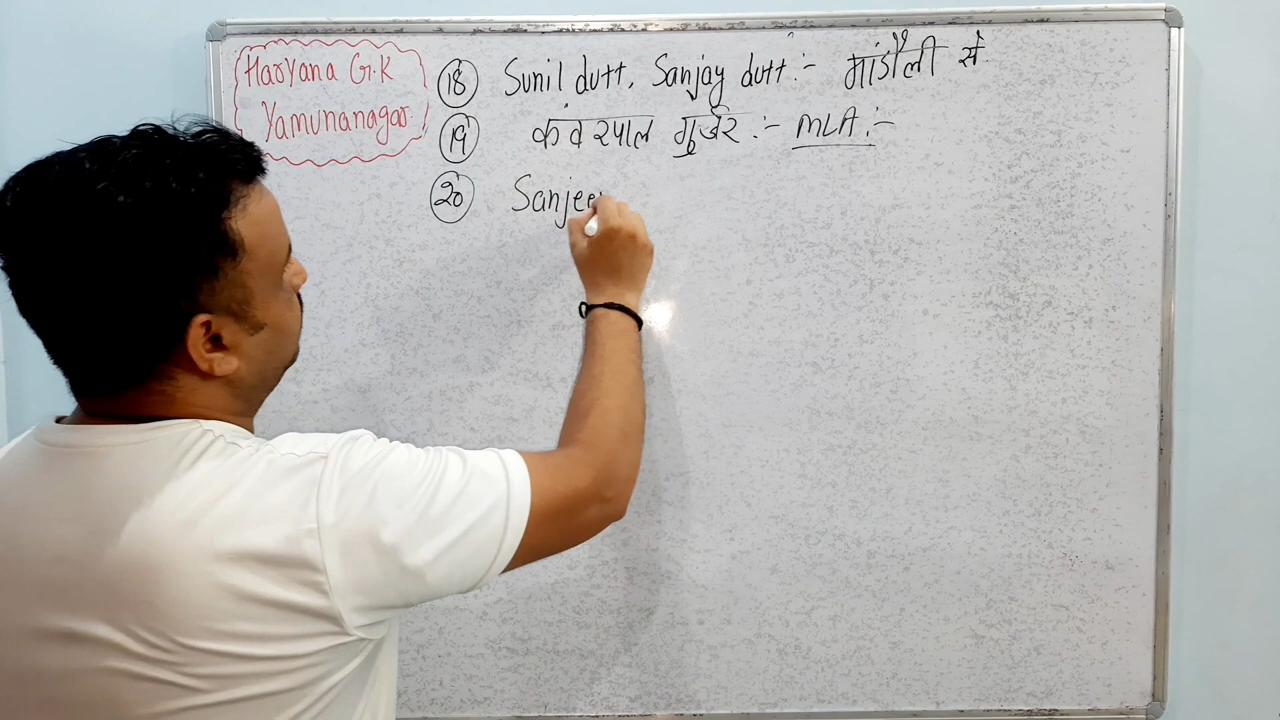 Haryana G.K
Yamunanagar
18 Sunil dutt, Sanjay dutt :- मांडौली से
19 कंवरपाल गुर्जर :- MLA :-
20 Sanjee